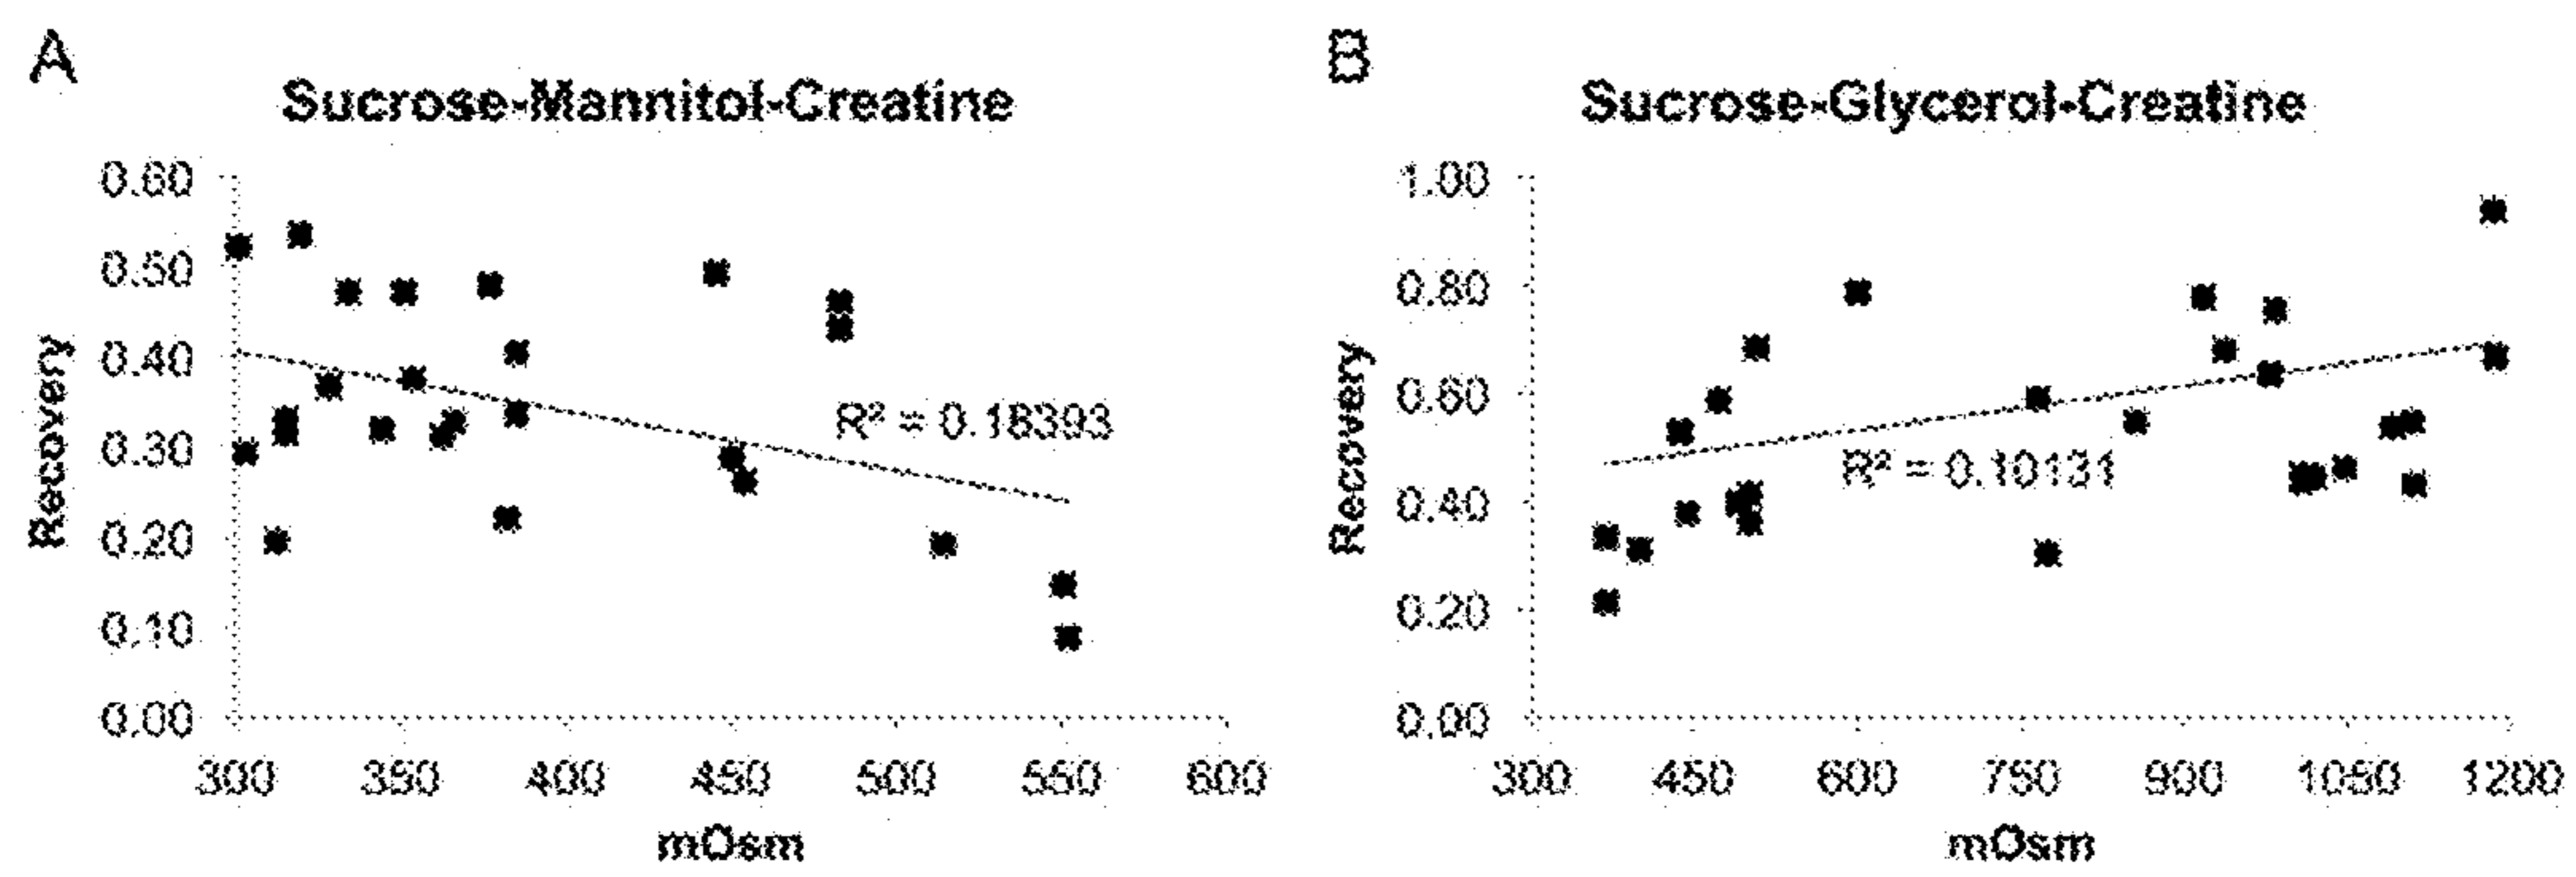 A
Sucrose-Mannitol-Creatine
0.60
0.50
0.40
0.30
0.20
0.10
0.00
Recovery
R² = 0.18393
300 350 400 450 500 550 600
mOsm
B
Sucrose-Glycerol-Creatine
1.00
0.80
0.60
0.40
0.20
0.00
Recovery
R² = 0.10131
300 450 600 750 900 1050 1200
mOsm